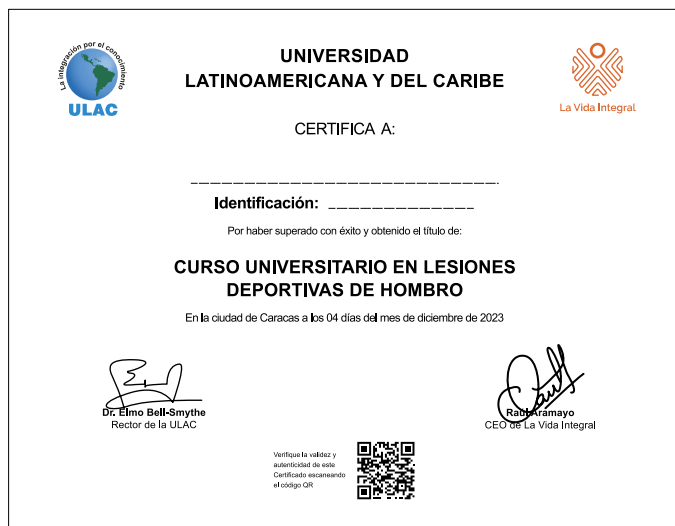 La integración por el conocimiento
ULAC
UNIVERSIDAD
LATINOAMERICANA Y DEL CARIBE
La Vida Integral
CERTIFICA A:
Identificación:
Por haber superado con éxito y obtenido el título de:
CURSO UNIVERSITARIO EN LESIONES
DEPORTIVAS DE HOMBRO
En la ciudad de Caracas a los 04 días del mes de diciembre de 2023
Dr. Elmo Bell-Smythe
Rector de la ULAC
Raúl Aramayo
CEO de La Vida Integral
Verifique la validez y
autenticidad de este
Certificado escaneando
el código QR